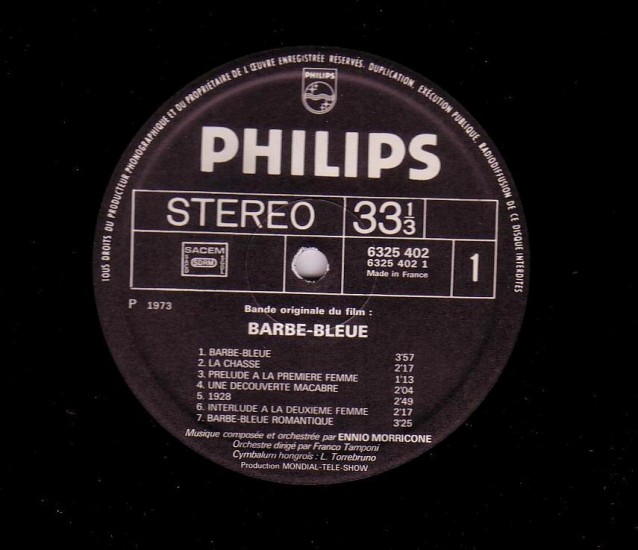 TOUS DROITS DU PRODUCTEUR PHONOGRAPHIQUE ET DU PROPRIÉTAIRE DE L'ŒUVRE ENREGISTRÉE RÉSERVÉS. DUPLICATION, EXÉCUTION PUBLIQUE, RADIODIFFUSION DE CE DISQUE INTERDITES
PHILIPS
PHILIPS
STEREO 33 1/3
SACEM
SDRM
6325 402
6325 402 1
Made in France
1
P 1973
Bande originale du film :
BARBE-BLEUE
1. BARBE-BLEUE 3'57
2. LA CHASSE 2'17
3. PRELUDE A LA PREMIERE FEMME 1'13
4. UNE DECOUVERTE MACABRE 2'04
5. 1928 2'49
6. INTERLUDE A LA DEUXIEME FEMME 2'17
7. BARBE-BLEUE ROMANTIQUE 3'25
Musique composée et orchestrée par ENNIO MORRICONE
Orchestre dirigé par Franco Tamponi
Cymbalum hongrois : L. Torrebruno
Production MONDIAL-TELE-SHOW